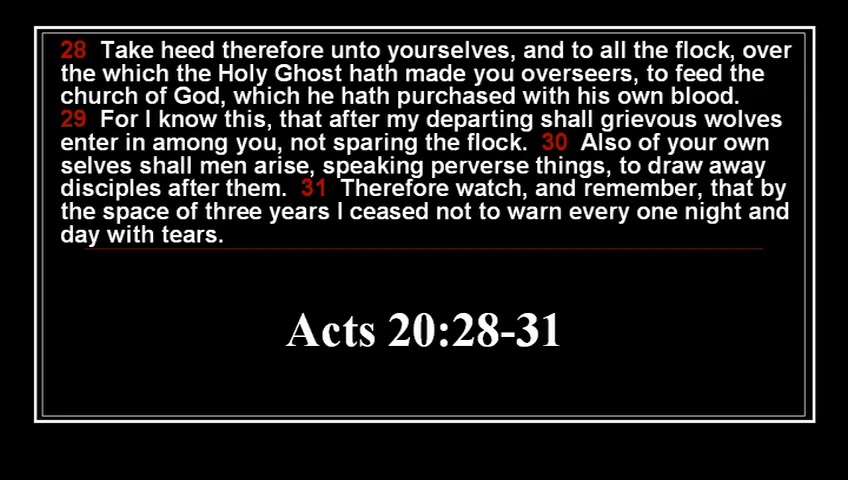 28 Take heed therefore unto yourselves, and to all the flock, over
the which the Holy Ghost hath made you overseers, to feed the
church of God, which he hath purchased with his own blood.
29 For I know this, that after my departing shall grievous wolves
enter in among you, not sparing the flock. 30 Also of your own
selves shall men arise, speaking perverse things, to draw away
disciples after them. 31 Therefore watch, and remember, that by
the space of three years I ceased not to warn every one night and
day with tears.
Acts 20:28-31